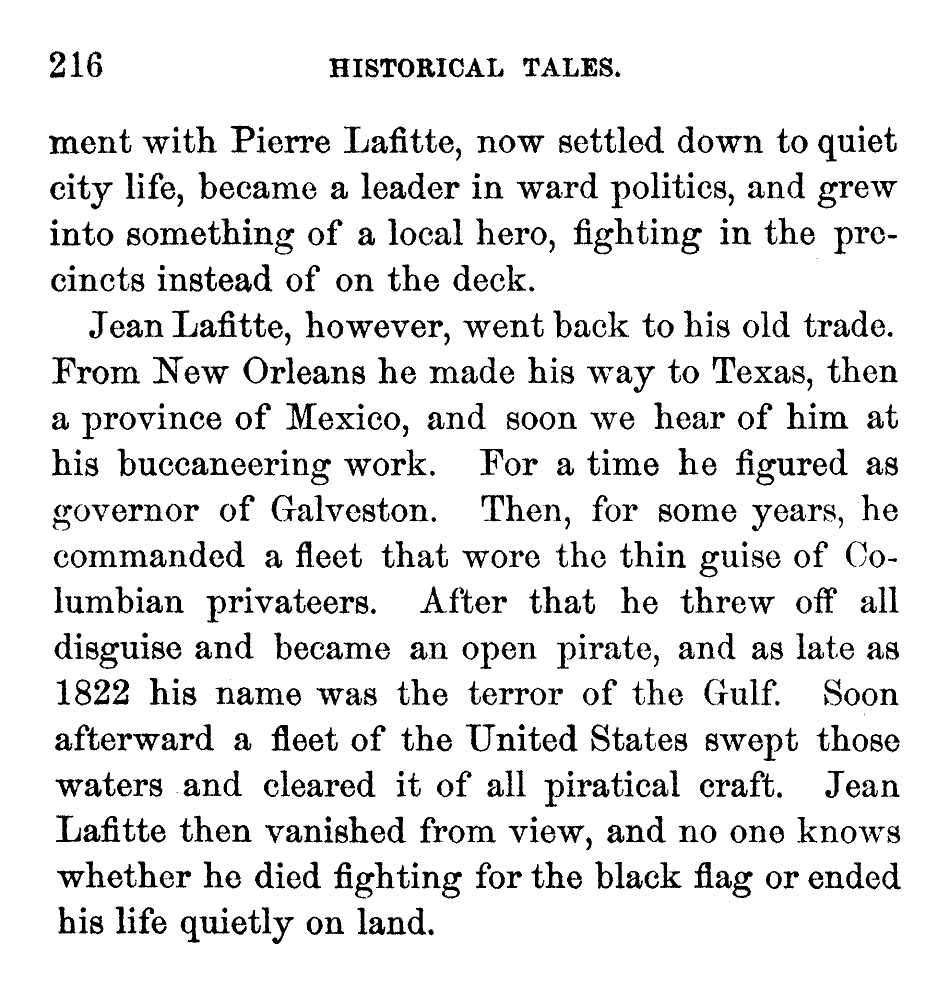 216 HISTORICAL TALES.
ment with Pierre Lafitte, now settled down to quiet
city life, became a leader in ward politics, and grew
into something of a local hero, fighting in the pre-
cincts instead of on the deck.
Jean Lafitte, however, went back to his old trade.
From New Orleans he made his way to Texas, then
a province of Mexico, and soon we hear of him at
his buccaneering work. For a time he figured as
governor of Galveston. Then, for some years, he
commanded a fleet that wore the thin guise of Co-
lumbian privateers. After that he threw off all
disguise and became an open pirate, and as late as
1822 his name was the terror of the Gulf. Soon
afterward a fleet of the United States swept those
waters and cleared it of all piratical craft. Jean
Lafitte then vanished from view, and no one knows
whether he died fighting for the black flag or ended
his life quietly on land.